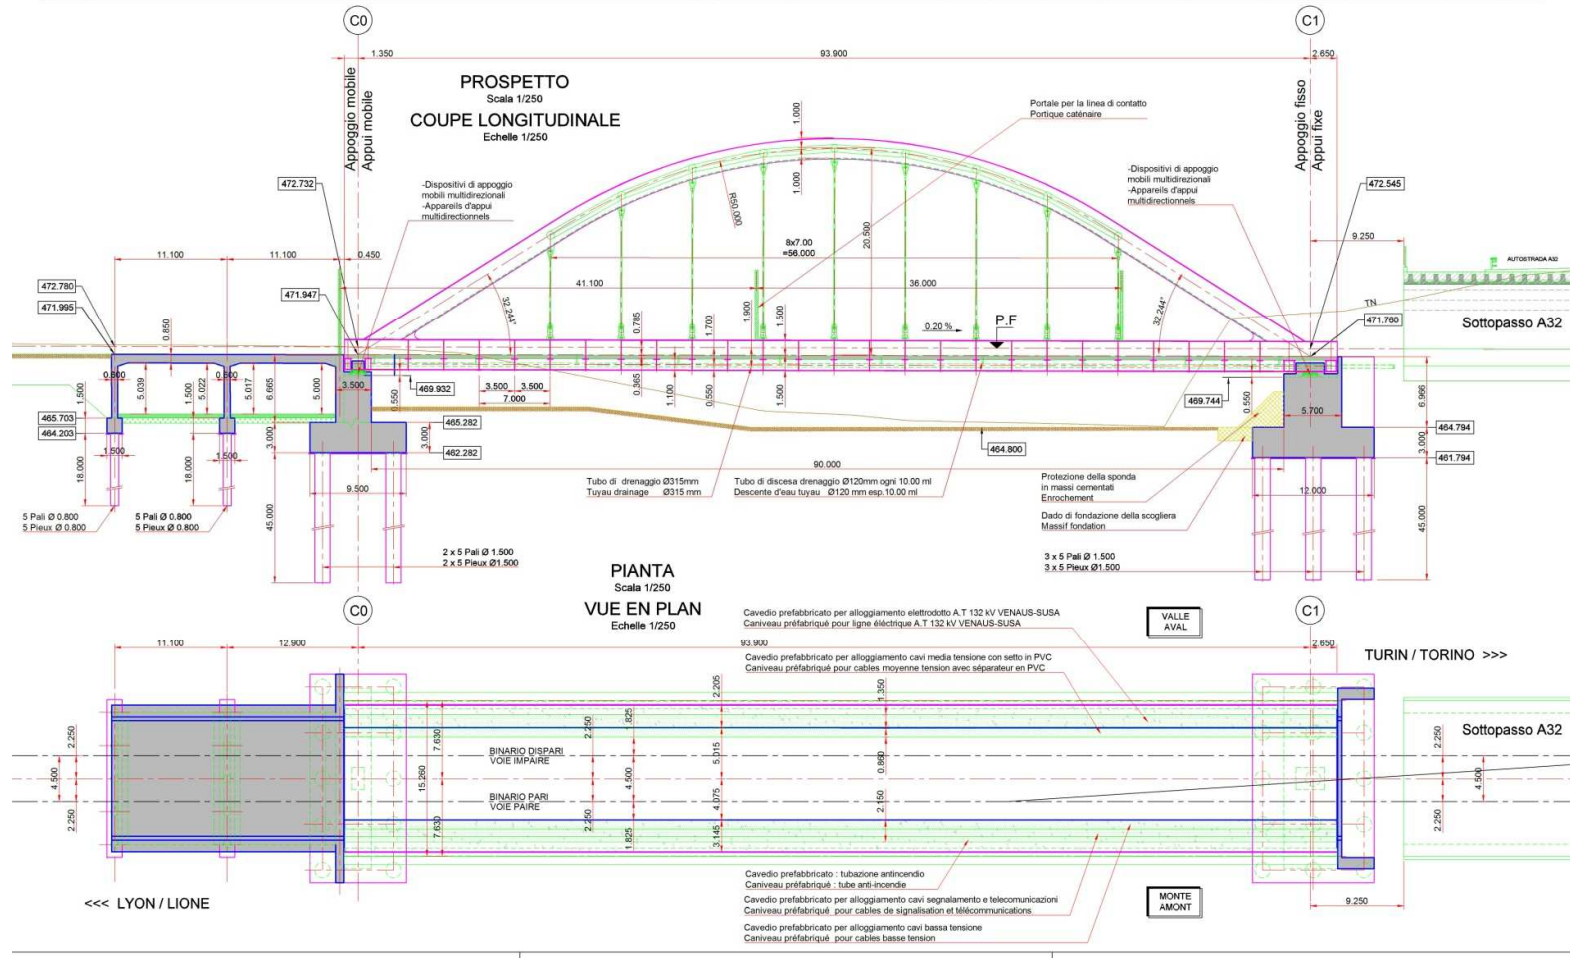 C0
C1
1.350
93.900
2.650
Appoggio mobile
Appui mobile
PROSPETTO
Scala 1/250
COUPE LONGITUDINALE
Echelle 1/250
1.000
Portale per la linea di contatto
Portique caténaire
Appoggio fisso
Appui fixe
472.732
-Dispositivi di appoggio
mobili multidirezionali
-Appareils d'appui
multidirectionnels
1.000
R50.000
-Dispositivi di appoggio
mobili multidirezionali
-Appareils d'appui
multidirectionnels
472.545
9.250
11.100
11.100
0.450
8x7.00
=56.000
20.500
AUTOSTRADA A32
472.780
471.995
471.947
41.100
36.000
32.244°
32.244°
TN
0.850
0.785
1.700
1.900
1.500
0.20 %
P.F
471.760
Sottopasso A32
0.600
0.600
5.039
5.022
5.017
6.665
5.000
3.500
0.550
469.932
3.500
3.500
7.000
0.365
1.100
0.550
1.500
469.744
0.550
5.700
6.966
1.500
1.500
465.703
464.203
465.282
462.282
3.000
3.000
464.800
464.794
461.794
3.000
1.500
1.500
18.000
18.000
90.000
9.500
45.000
Tubo di drenaggio Ø315mm
Tuyau drainage Ø315 mm
Tubo di discesa drenaggio Ø120mm ogni 10.00 ml
Descente d'eau tuyau Ø120 mm esp.10.00 ml
Protezione della sponda
in massi cementati
Enrochement
12.000
45.000
5 Pali Ø 0.800
5 Pieux Ø 0.800
5 Pali Ø 0.800
5 Pieux Ø 0.800
Dado di fondazione della scogliera
Massif fondation
2 x 5 Pali Ø 1.500
2 x 5 Pieux Ø1.500
3 x 5 Pali Ø 1.500
3 x 5 Pieux Ø1.500
PIANTA
Scala 1/250
VUE EN PLAN
Echelle 1/250
C0
C1
Cavedio prefabbricato per alloggiamento elettrodotto A.T 132 kV VENAUS-SUSA
Caniveau préfabriqué pour ligne éléctrique A.T 132 kV VENAUS-SUSA
VALLE
AVAL
11.100
12.900
93.900
2.650
Cavedio prefabbricato per alloggiamento cavi media tensione con setto in PVC
Caniveau préfabriqué pour cables moyenne tension avec séparateur en PVC
TURIN / TORINO >>>
2.205
1.350
1.825
2.250
7.630
5.015
0.860
2.250
4.500
2.250
BINARIO DISPARI
VOIE IMPAIRE
15.260
4.500
BINARIO PARI
VOIE PAIRE
2.250
7.630
1.825
4.075
3.145
2.150
Sottopasso A32
2.250
4.500
2.250
Cavedio prefabbricato : tubazione antincendio
Caniveau préfabriqué : tube anti-incendie
Cavedio prefabbricato per alloggiamento cavi segnalamento e telecomunicazioni
Caniveau préfabriqué pour cables de signalisation et télécommunications
Cavedio prefabbricato per alloggiamento cavi bassa tensione
Caniveau préfabriqué pour cables basse tension
MONTE
AMONT
9.250
<<< LYON / LIONE